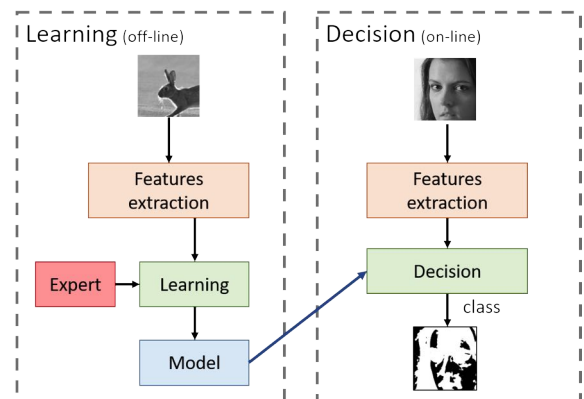 Learning (off-line)
Features
extraction
Expert
Learning
Model
Decision (on-line)
Features
extraction
Decision
class